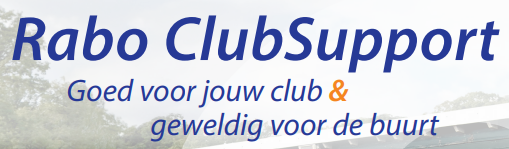 Rabo ClubSupport
Goed voor jouw club &
geweldig voor de buurt